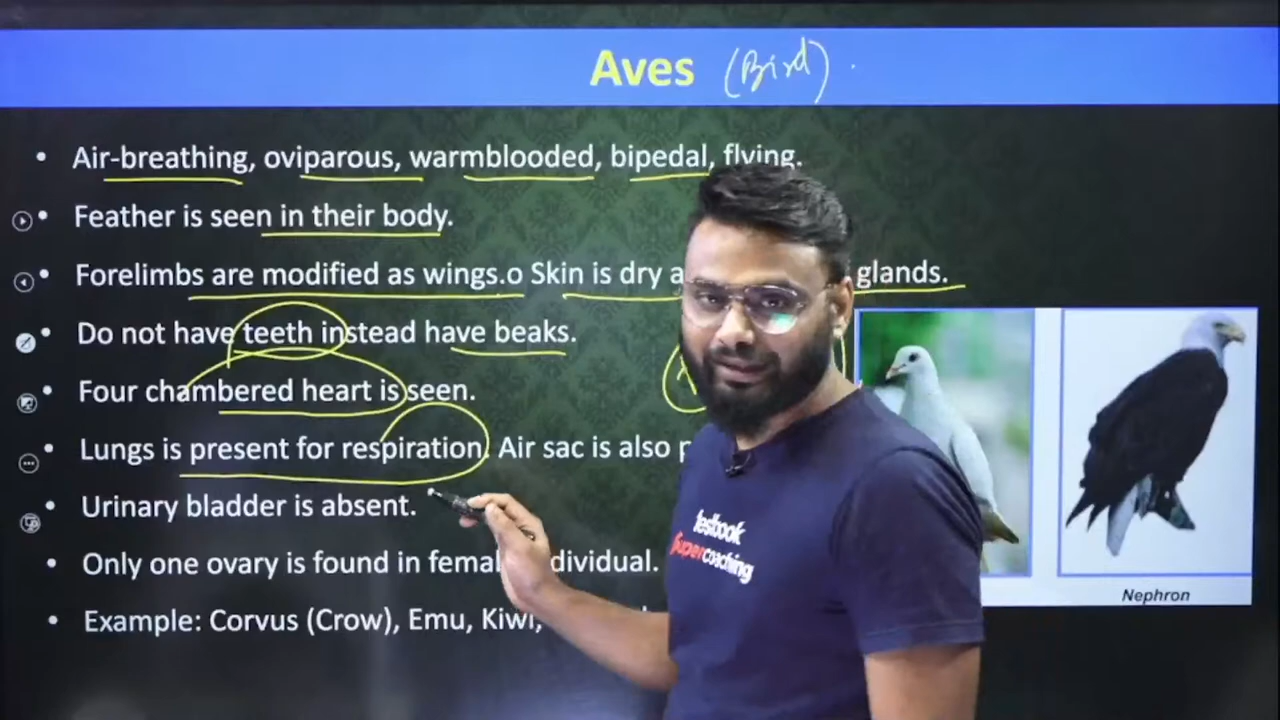 Aves (Bird)
• Air-breathing, oviparous, warmblooded, bipedal, flying.
• Feather is seen in their body.
• Forelimbs are modified as wings.o Skin is dry glands.
• Do not have teeth instead have beaks.
• Four chambered heart is seen.
• Lungs is present for respiration. Air sac is also
• Urinary bladder is absent.
• Only one ovary is found in female individual.
• Example: Corvus (Crow), Emu, Kiwi,
testbook
Supercoaching
Nephron